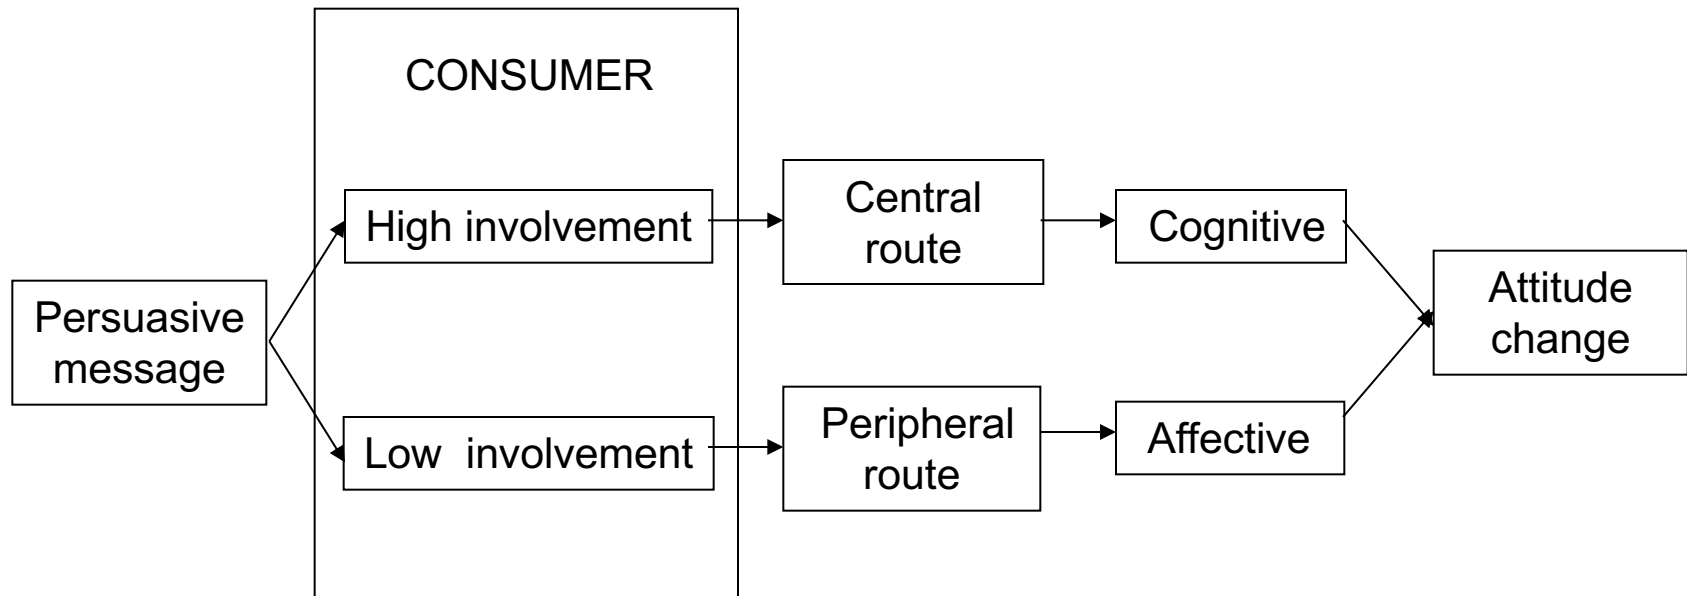 CONSUMER
High involvement
Central
route
Cognitive
Persuasive
message
Attitude
change
Low  involvement
Peripheral
route
Affective